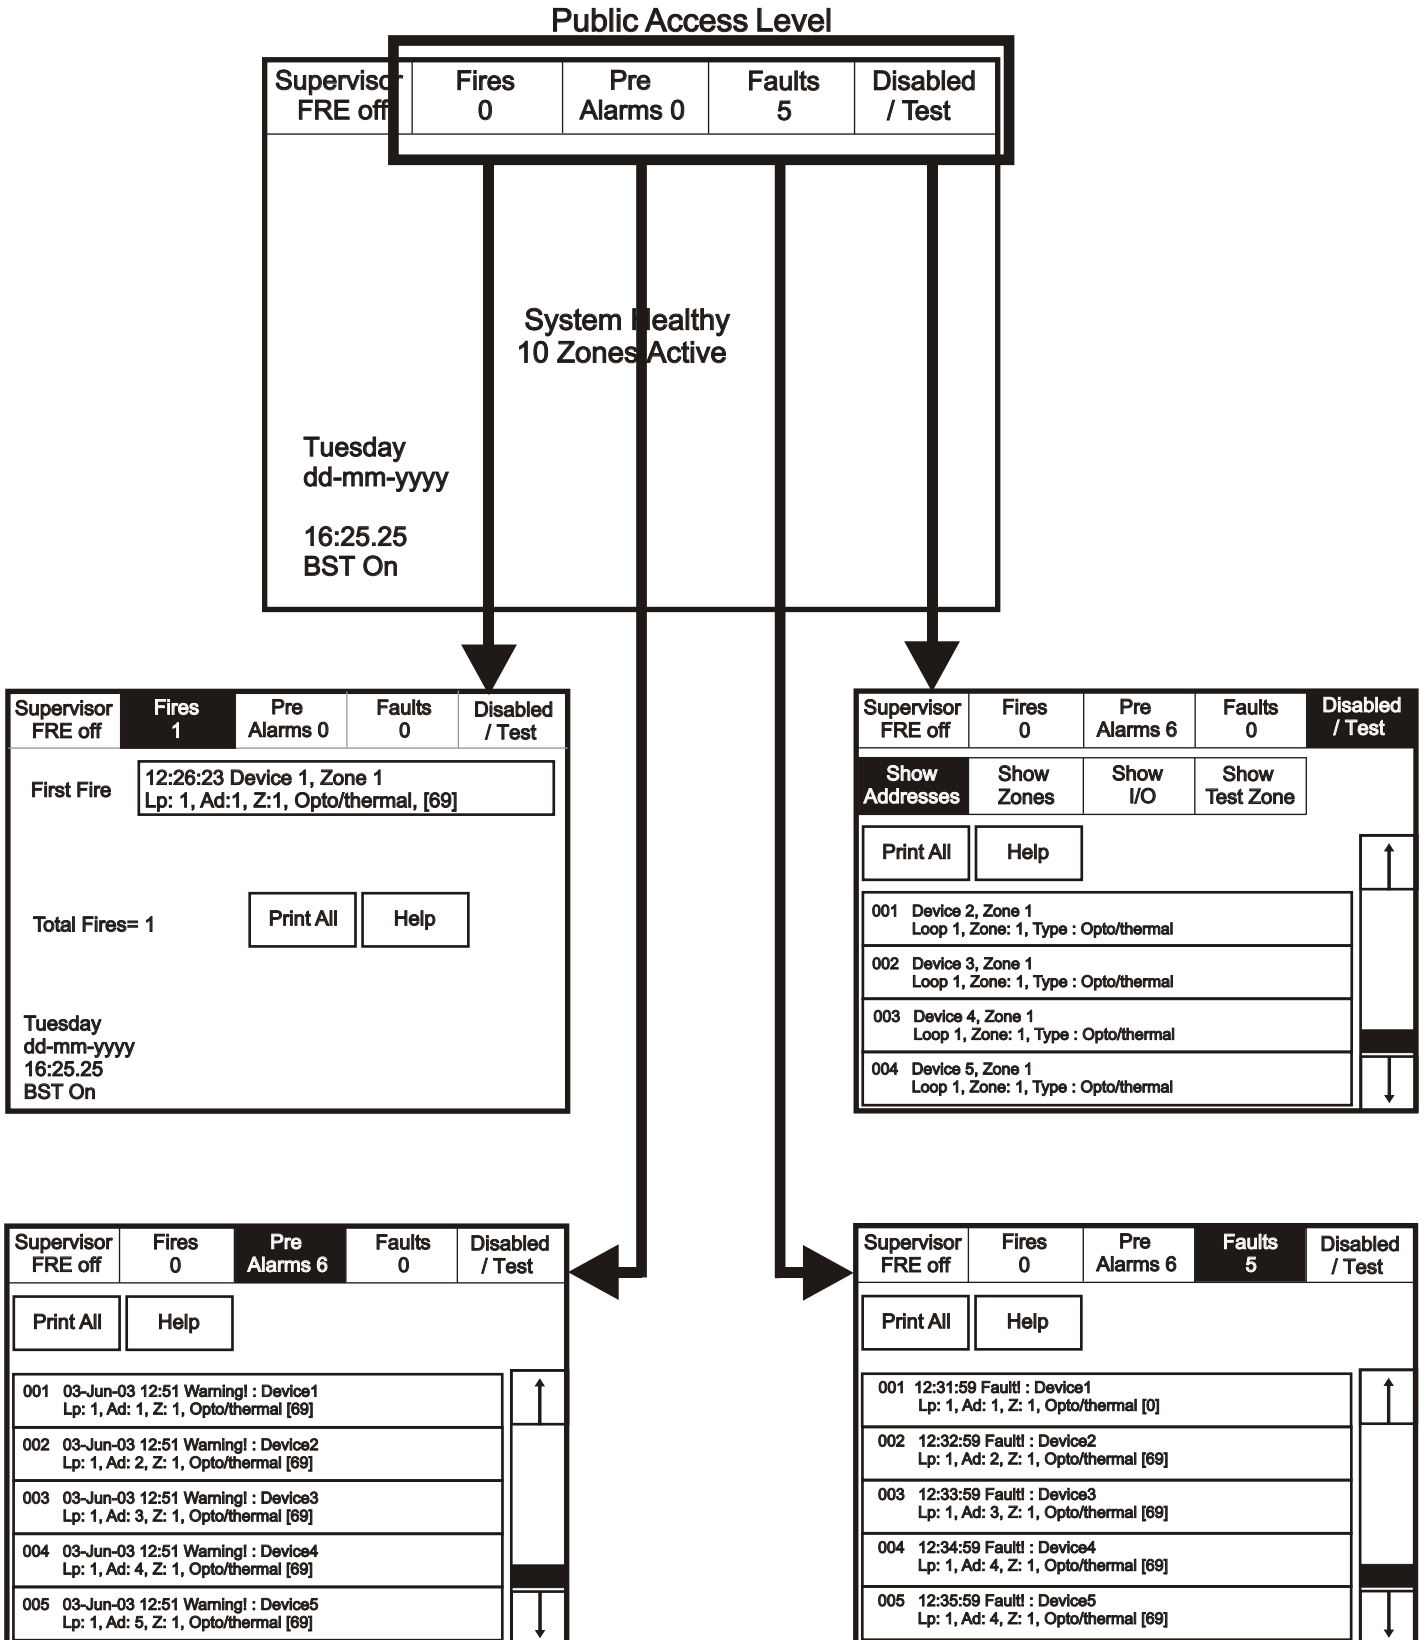 Public Access Level
Supervisor FRE off
Fires 0
Pre Alarms 0
Faults 5
Disabled / Test
System Healthy
10 Zones Active
Tuesday
dd-mm-yyyy
16:25.25
BST On
Supervisor FRE off
Fires 1
Pre Alarms 0
Faults 0
Disabled / Test
First Fire
12:26:23 Device 1, Zone 1
Lp: 1, Ad:1, Z:1, Opto/thermal, [69]
Total Fires= 1
Print All
Help
Tuesday
dd-mm-yyyy
16:25.25
BST On
Supervisor FRE off
Fires 0
Pre Alarms 6
Faults 0
Disabled / Test
Show Addresses
Show Zones
Show I/O
Show Test Zone
Print All
Help
001 Device 2, Zone 1
Loop 1, Zone: 1, Type : Opto/thermal
002 Device 3, Zone 1
Loop 1, Zone: 1, Type : Opto/thermal
003 Device 4, Zone 1
Loop 1, Zone: 1, Type : Opto/thermal
004 Device 5, Zone 1
Loop 1, Zone: 1, Type : Opto/thermal
Supervisor FRE off
Fires 0
Pre Alarms 6
Faults 0
Disabled / Test
Print All
Help
001 03-Jun-03 12:51 Warning! : Device1
Lp: 1, Ad: 1, Z: 1, Opto/thermal [69]
002 03-Jun-03 12:51 Warning! : Device2
Lp: 1, Ad: 2, Z: 1, Opto/thermal [69]
003 03-Jun-03 12:51 Warning! : Device3
Lp: 1, Ad: 3, Z: 1, Opto/thermal [69]
004 03-Jun-03 12:51 Warning! : Device4
Lp: 1, Ad: 4, Z: 1, Opto/thermal [69]
005 03-Jun-03 12:51 Warning! : Device5
Lp: 1, Ad: 5, Z: 1, Opto/thermal [69]
Supervisor FRE off
Fires 0
Pre Alarms 6
Faults 5
Disabled / Test
Print All
Help
001 12:31:59 Fault! : Device1
Lp: 1, Ad: 1, Z: 1, Opto/thermal [0]
002 12:32:59 Fault! : Device2
Lp: 1, Ad: 2, Z: 1, Opto/thermal [69]
003 12:33:59 Fault! : Device3
Lp: 1, Ad: 3, Z: 1, Opto/thermal [69]
004 12:34:59 Fault! : Device4
Lp: 1, Ad: 4, Z: 1, Opto/thermal [69]
005 12:35:59 Fault! : Device5
Lp: 1, Ad: 4, Z: 1, Opto/thermal [69]